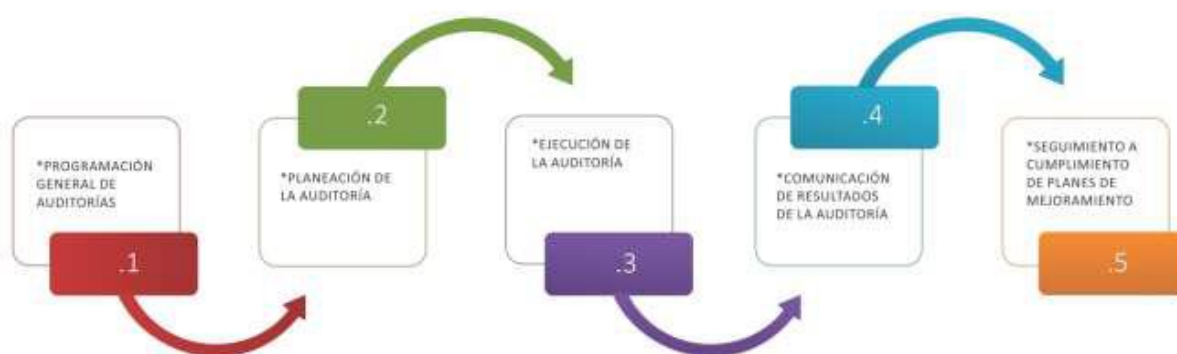 *PROGRAMACIÓN
GENERAL DE
AUDITORÍAS
.1
.2
*PLANEACIÓN DE
LA AUDITORÍA
*EJECUCIÓN DE
LA AUDITORÍA
.3
.4
*COMUNICACIÓN
DE RESULTADOS
DE LA AUDITORÍA
*SEGUIMIENTO A
CUMPLIMIENTO
DE PLANES DE
MEJORAMIENTO
.5